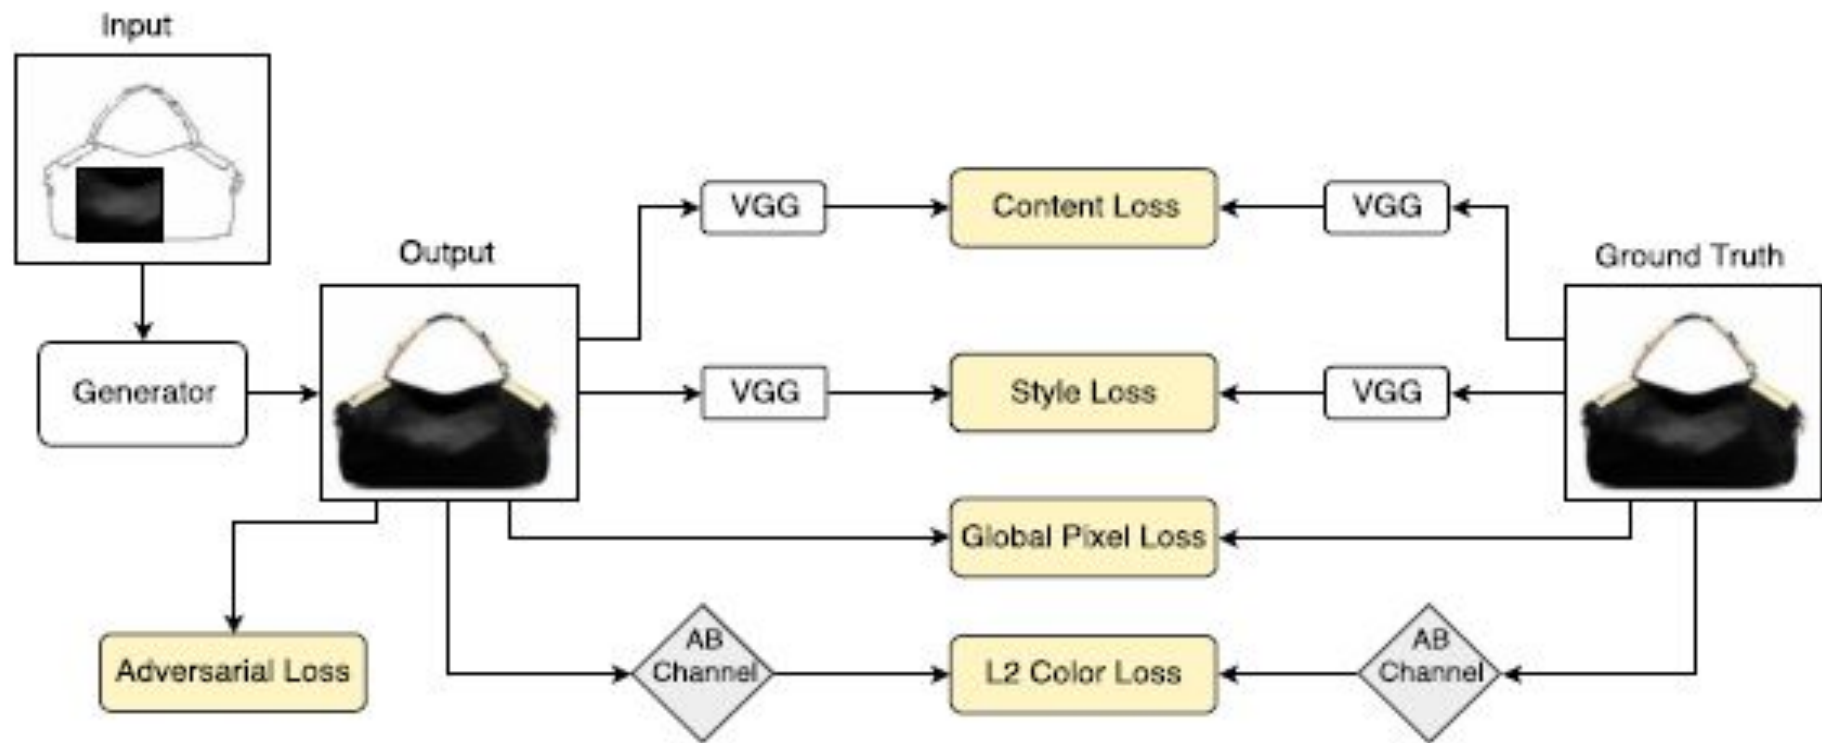 Input
VGG
Content Loss
VGG
Output
Ground Truth
Generator
VGG
Style Loss
VGG
Global Pixel Loss
Adversarial Loss
AB
Channel
L2 Color Loss
AB
Channel